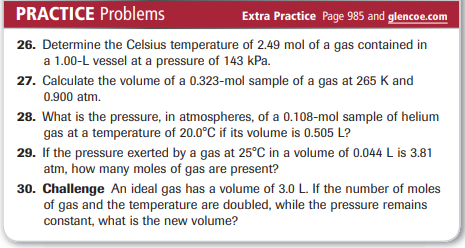 PRACTICE Problems
Extra Practice Page 985 and glencoe.com
26. Determine the Celsius temperature of 2.49 mol of a gas contained in
a 1.00-L vessel at a pressure of 143 kPa.
27. Calculate the volume of a 0.323-mol sample of a gas at 265 K and
0.900 atm.
28. What is the pressure, in atmospheres, of a 0.108-mol sample of helium
gas at a temperature of 20.0°C if its volume is 0.505 L?
29. If the pressure exerted by a gas at 25°C in a volume of 0.044 L is 3.81
atm, how many moles of gas are present?
30. Challenge An ideal gas has a volume of 3.0 L. If the number of moles
of gas and the temperature are doubled, while the pressure remains
constant, what is the new volume?